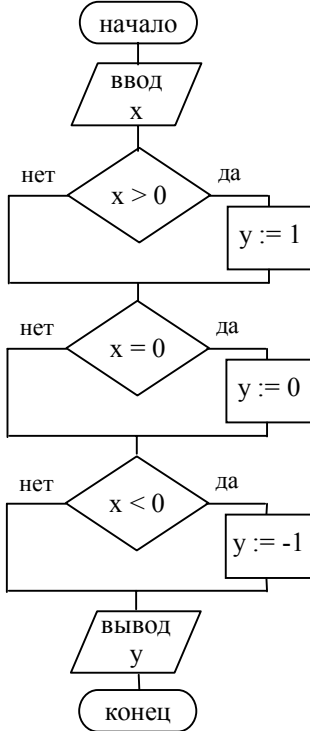 начало
ввод
x
нет
да
x > 0
y := 1
нет
да
x = 0
y := 0
нет
да
x < 0
y := -1
вывод
y
конец